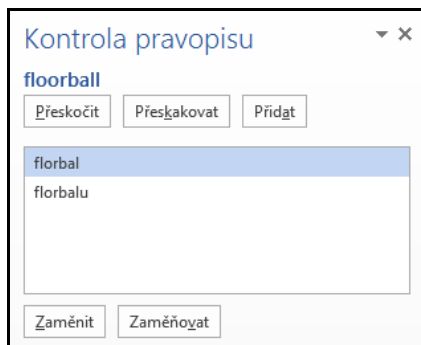 Kontrola pravopisu
floorball
Přeskočit Přeskakovat Přidat
florbal
florbalu
Zaměnit Zaměňovat